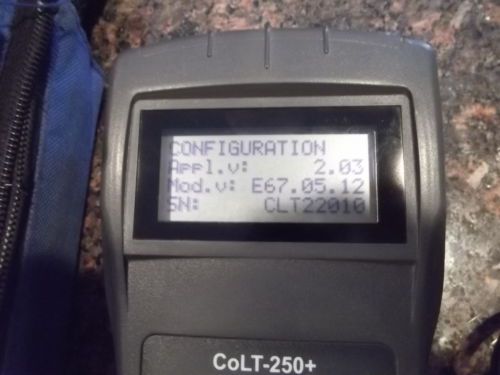 CONFIGURATION
Appl.v: 2.03
Mod.v: E67.05.12
SN: CLT22010
CoLT-250+